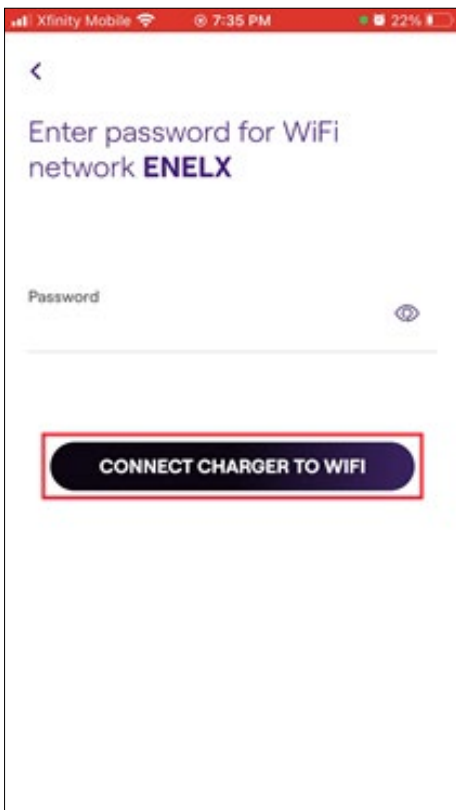 Xfinity Mobile 7:35 PM 22%
Enter password for WiFi
network ENELX
Password
CONNECT CHARGER TO WIFI